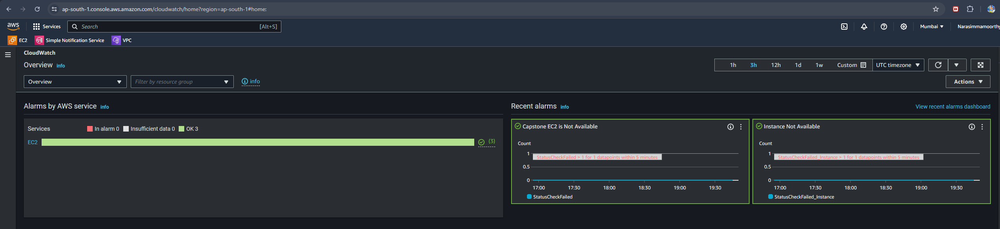 ap-south-1.console.aws.amazon.com/cloudwatch/home?region=ap-south-1#home:
aws Services Search [Alt+S] Mumbai Narasimmamoorthy
EC2 Simple Notification Service VPC
CloudWatch
Overview info
1h 3h 12h 1d 1w Custom UTC timezone
Overview Filter by resource group info
Actions
Alarms by AWS service info
Services In alarm 0 Insufficient data 0 OK 3
EC2 (3)
Recent alarms info View recent alarms dashboard
Capstone EC2 is Not Available
Count
1
StatusCheckFailed > 1 for 1 datapoints within 5 minutes
0.5
0
17:00 17:30 18:00 18:30 19:00 19:30
StatusCheckFailed
Instance Not Available
Count
1
StatusCheckFailed_Instance > 1 for 1 datapoints within 5 minutes
0.5
0
17:00 17:30 18:00 18:30 19:00 19:30
StatusCheckFailed_Instance